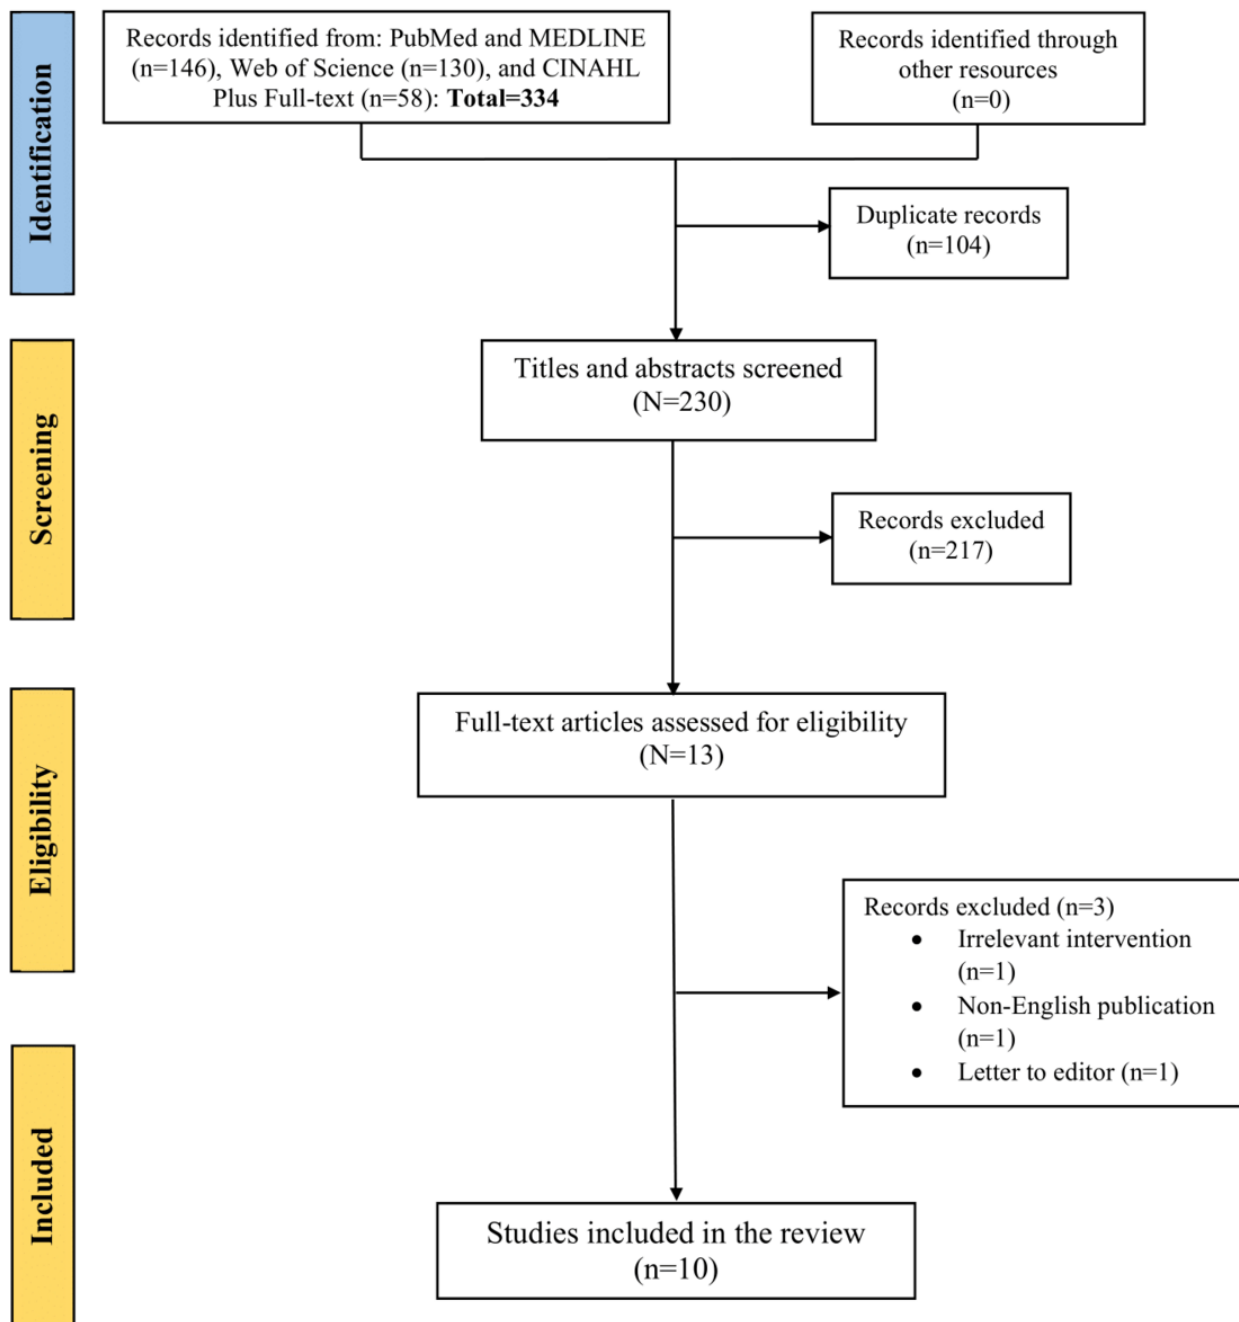 Identification
Records identified from: PubMed and MEDLINE
(n=146), Web of Science (n=130), and CINAHL
Plus Full-text (n=58): Total=334
Records identified through
other resources
(n=0)
Duplicate records
(n=104)
Screening
Titles and abstracts screened
(N=230)
Records excluded
(n=217)
Eligibility
Full-text articles assessed for eligibility
(N=13)
Records excluded (n=3)
• Irrelevant intervention
(n=1)
• Non-English publication
(n=1)
• Letter to editor (n=1)
Included
Studies included in the review
(n=10)